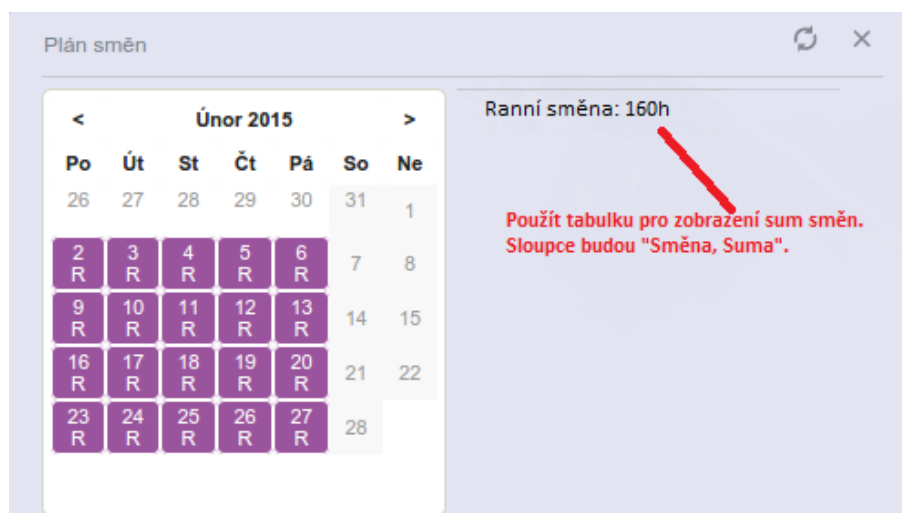 Plán směn
< Únor 2015 >
Po Út St Čt Pá So Ne
26 27 28 29 30 31 1
2 3 4 5 6 7 8
R R R R R
9 10 11 12 13 14 15
R R R R R
16 17 18 19 20 21 22
R R R R R
23 24 25 26 27 28
R R R R R
Ranní směna: 160h
Použít tabulku pro zobrazení sum směn.
Sloupce budou "Směna, Suma".